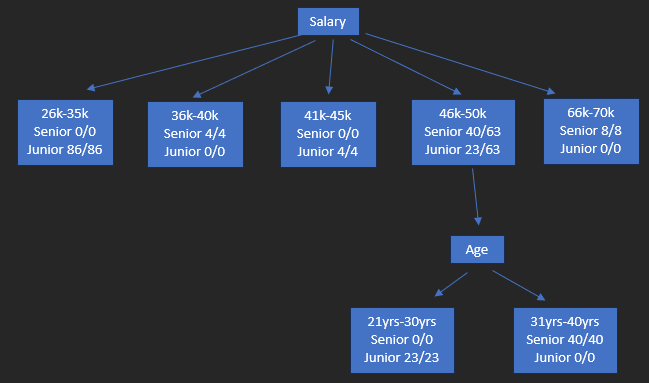 Salary
26k-35k
Senior 0/0
Junior 86/86
36k-40k
Senior 4/4
Junior 0/0
41k-45k
Senior 0/0
Junior 4/4
46k-50k
Senior 40/63
Junior 23/63
66k-70k
Senior 8/8
Junior 0/0
Age
21yrs-30yrs
Senior 0/0
Junior 23/23
31yrs-40yrs
Senior 40/40
Junior 0/0